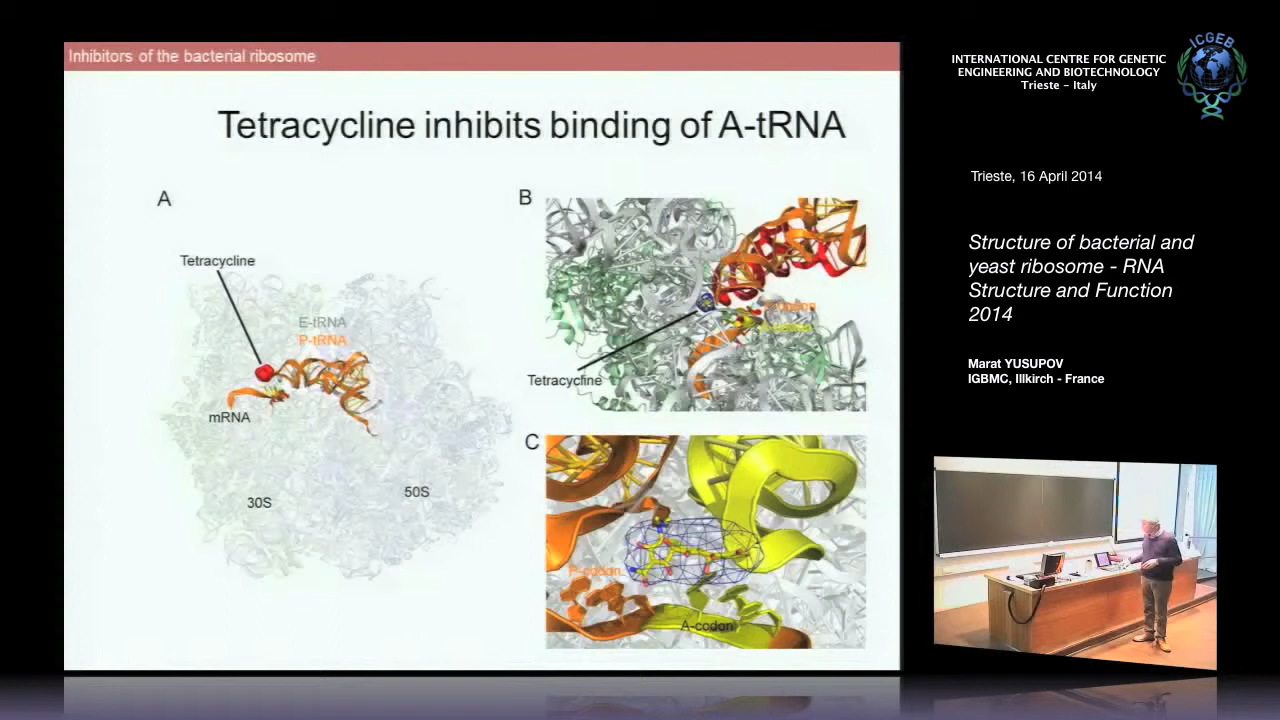 Inhibitors of the bacterial ribosome
Tetracycline inhibits binding of A-tRNA
A
Tetracycline
E-tRNA
P-tRNA
mRNA
30S
50S
B
Tetracycline
C
P-codon
A-codon
ICGEB
INTERNATIONAL CENTRE FOR GENETIC
ENGINEERING AND BIOTECHNOLOGY
Trieste - Italy
Trieste, 16 April 2014
Structure of bacterial and
yeast ribosome - RNA
Structure and Function
2014
Marat YUSUPOV
IGBMC, Illkirch - France